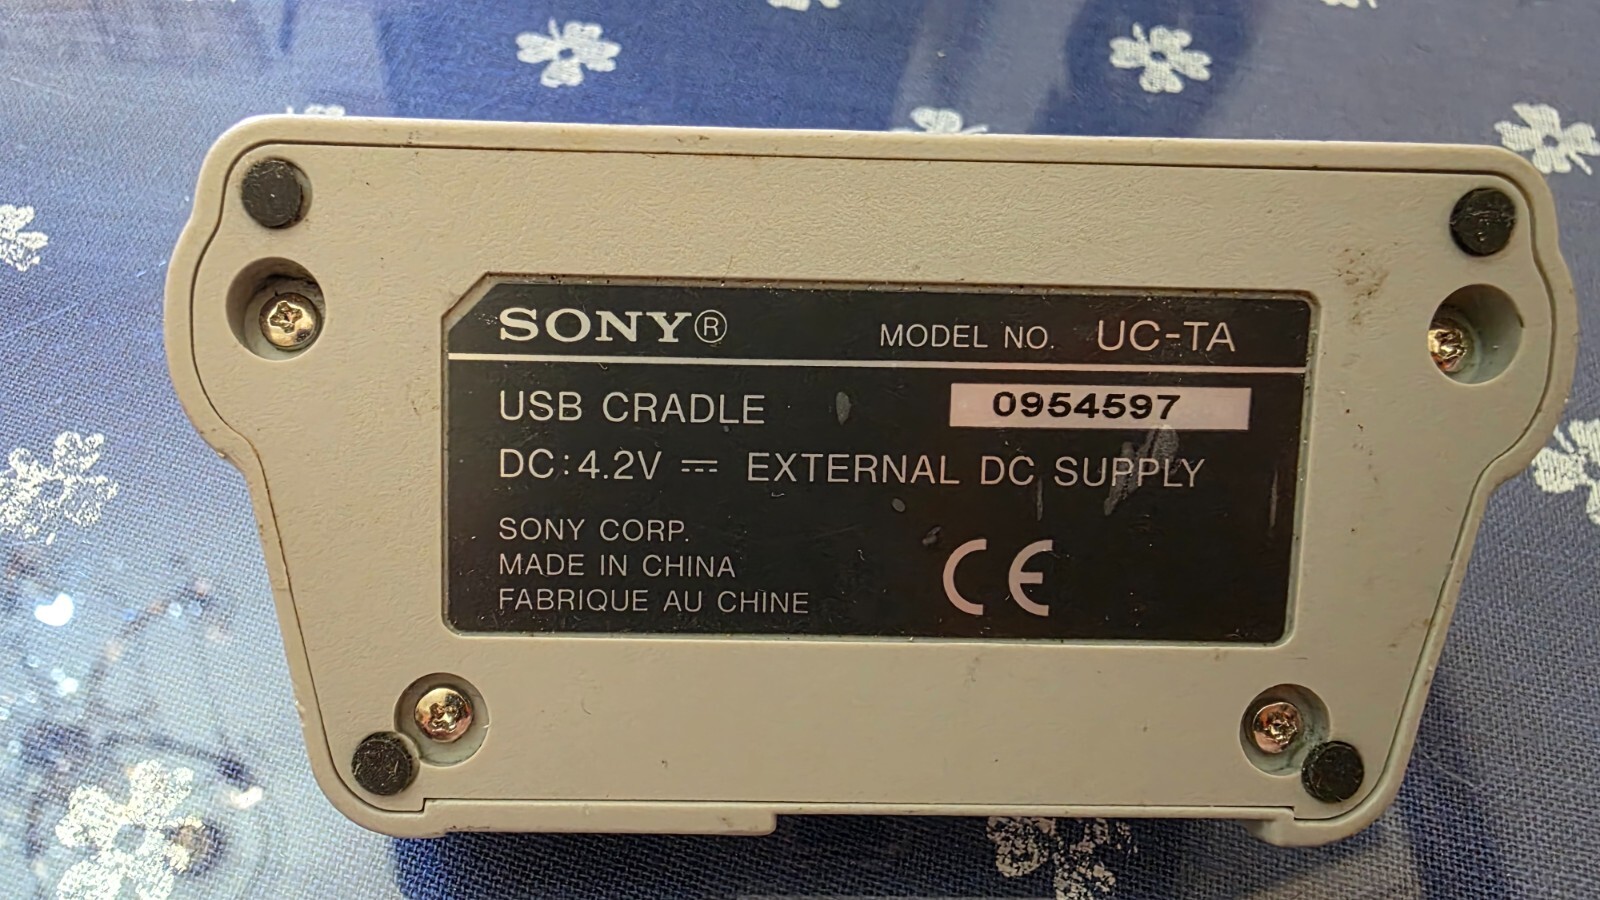 SONY® MODEL NO. UC-TA
USB CRADLE 0954597
DC:4.2V ⎓ EXTERNAL DC SUPPLY
SONY CORP.
MADE IN CHINA
FABRIQUE AU CHINE
CE